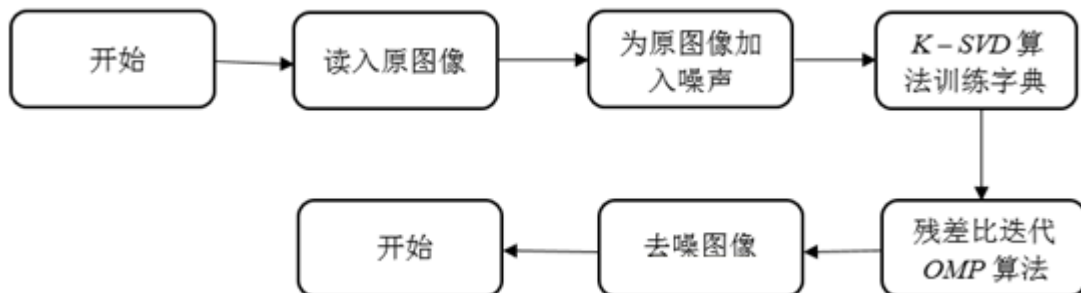 开始
读入原图像
为原图像加
入噪声
K-SVD 算
法训练字典
残差比迭代
OMP 算法
去噪图像
开始